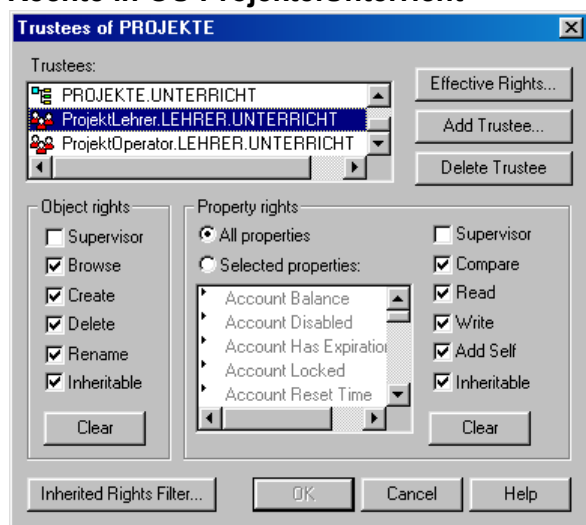 Trustees of PROJEKTE
Trustees:
PROJEKTE.UNTERRICHT
ProjektLehrer.LEHRER.UNTERRICHT
ProjektOperator.LEHRER.UNTERRICHT
Effective Rights...
Add Trustee...
Delete Trustee
Object rights
Supervisor
Browse
Create
Delete
Rename
Inheritable
Clear
Property rights
All properties
Selected properties:
Account Balance
Account Disabled
Account Has Expiration
Account Locked
Account Reset Time
Supervisor
Compare
Read
Write
Add Self
Inheritable
Clear
Inherited Rights Filter...
OK
Cancel
Help